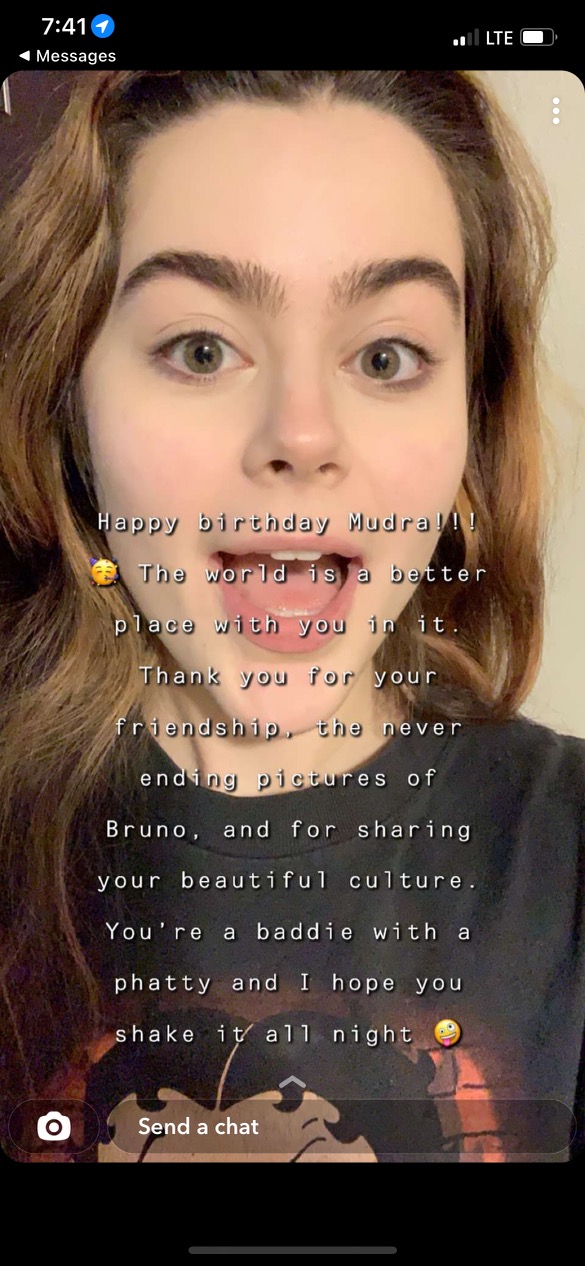 7:41
LTE
◀ Messages
Happy birthday Mudra!!!
🥳 The world is a better
place with you in it.
Thank you for your
friendship, the never
ending pictures of
Bruno, and for sharing
your beautiful culture.
You're a baddie with a
phatty and I hope you
shake it all night 🤪
Send a chat